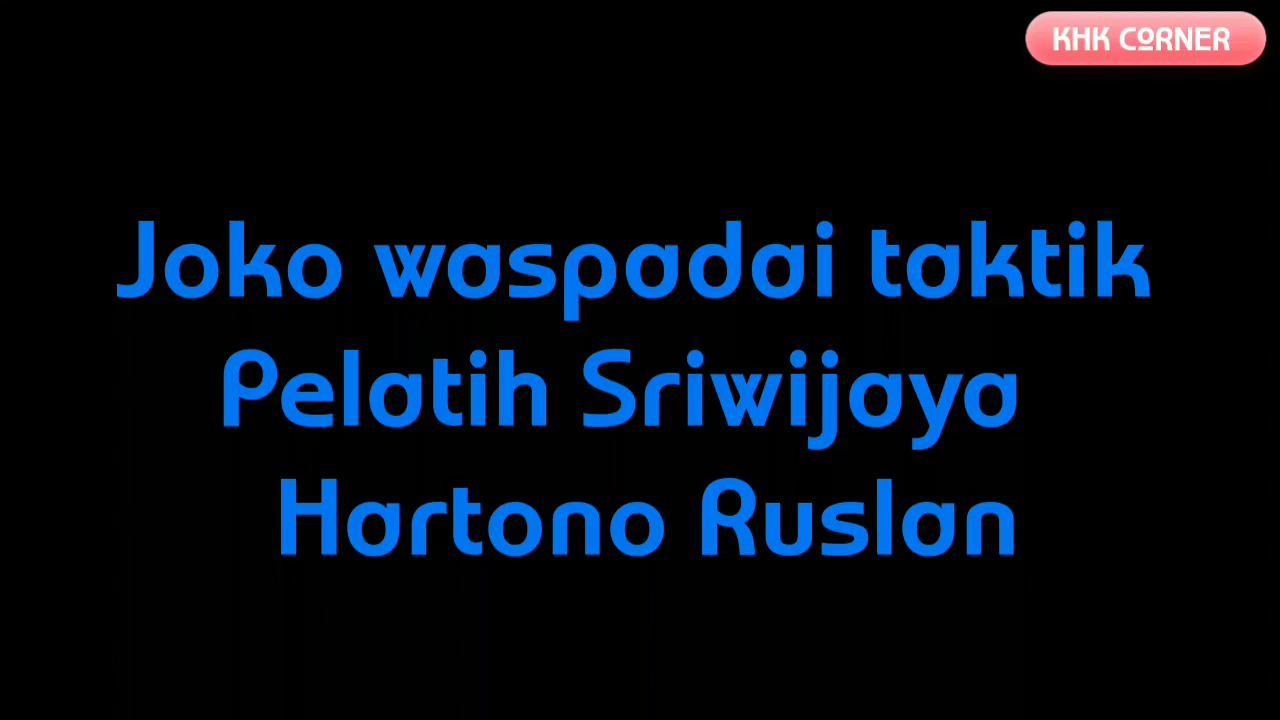 KHK CORNER
Joko waspadai taktik
Pelatih Sriwijaya
Hartono Ruslan